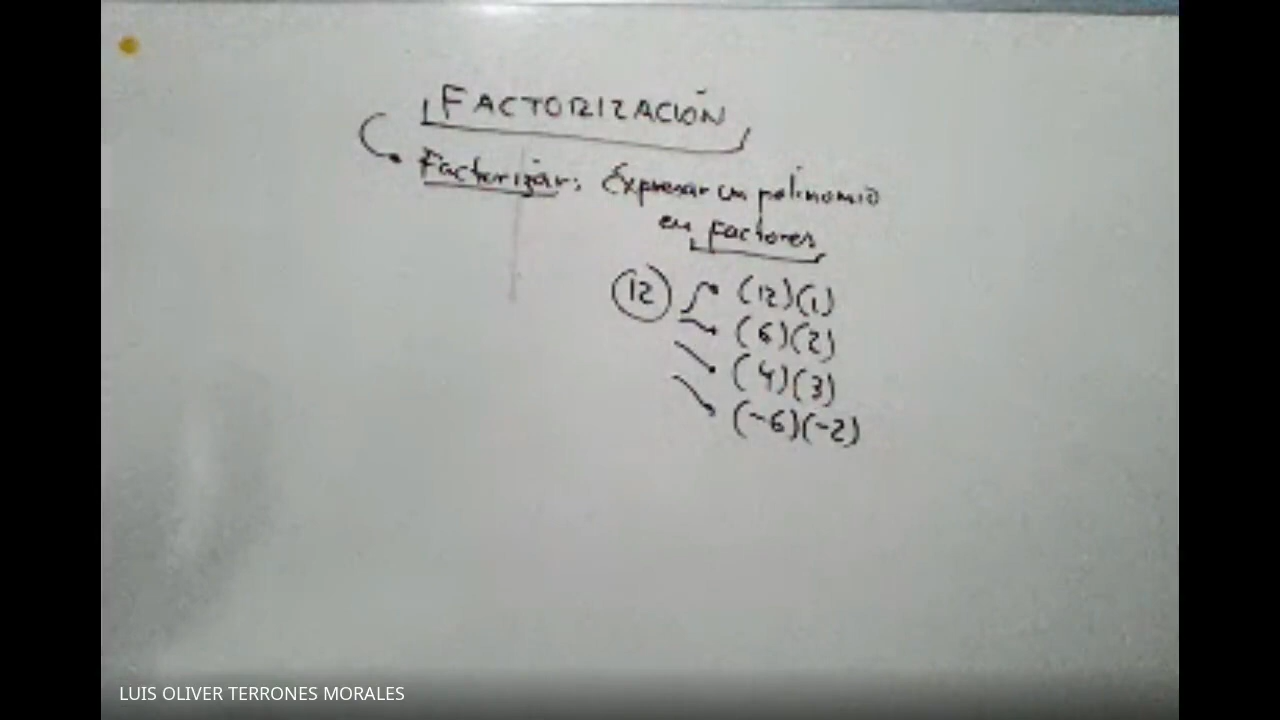 FACTORIZACIÓN
Factorizar: Expresar un polinomio
en factores
12 (12)(1)
(6)(2)
(4)(3)
(-6)(-2)
LUIS OLIVER TERRONES MORALES